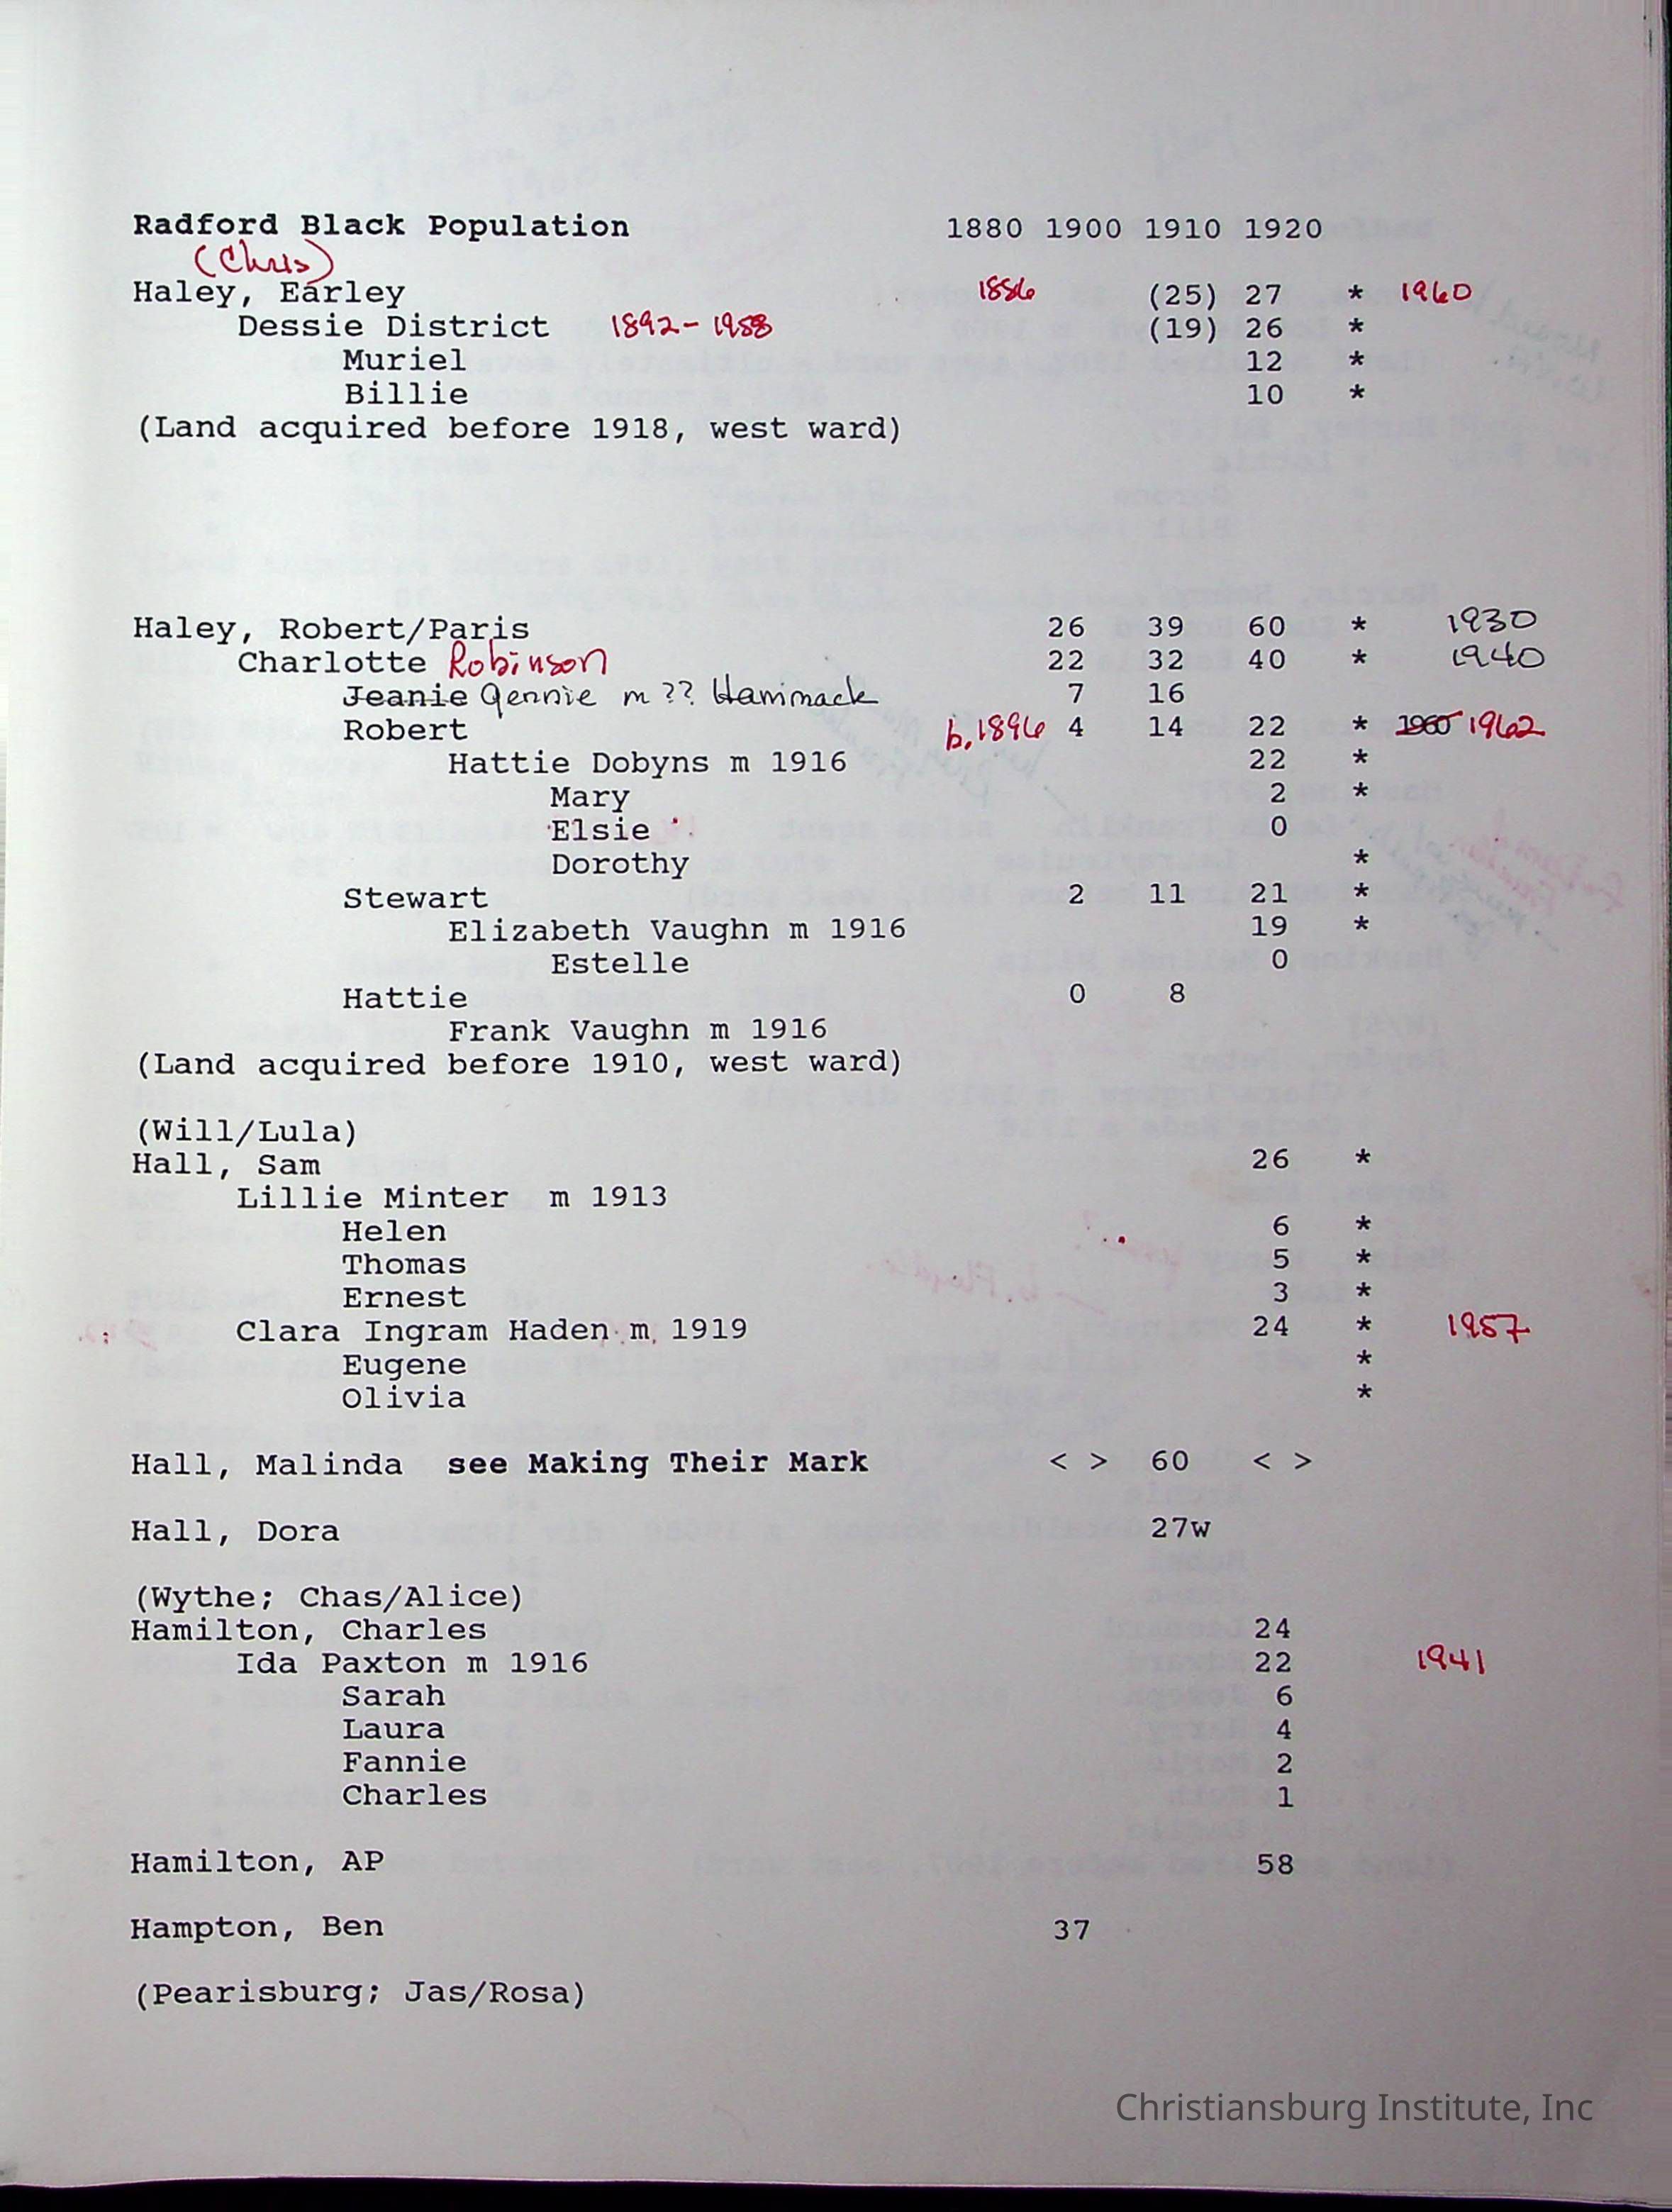 Radford Black Population 1880 1900 1910 1920
(Chris)
Haley, Earley 1886 (25) 27 * 1960
Dessie District 1892-1958 (19) 26 *
Muriel 12 *
Billie 10 *
(Land acquired before 1918, west ward)
Haley, Robert/Paris 26 39 60 * 1930
Charlotte Robinson 22 32 40 * 1940
Jeanie Jennie m ?? Hammack 7 16
Robert b. 1896 4 14 22 * 1960 1962
Hattie Dobyns m 1916 22 *
Mary 2 *
Elsie 0
Dorothy *
Stewart 2 11 21 *
Elizabeth Vaughn m 1916 19 *
Estelle 0
Hattie 0 8
Frank Vaughn m 1916
(Land acquired before 1910, west ward)
(Will/Lula)
Hall, Sam 26 *
Lillie Minter m 1913
Helen 6 *
Thomas 5 *
Ernest 3 *
Clara Ingram Haden m 1919 24 * 1957
Eugene *
Olivia *
Hall, Malinda see Making Their Mark < > 60 < >
Hall, Dora 27w
(Wythe; Chas/Alice)
Hamilton, Charles 24
Ida Paxton m 1916 22 1941
Sarah 6
Laura 4
Fannie 2
Charles 1
Hamilton, AP 58
Hampton, Ben 37
(Pearisburg; Jas/Rosa)
Christiansburg Institute, Inc